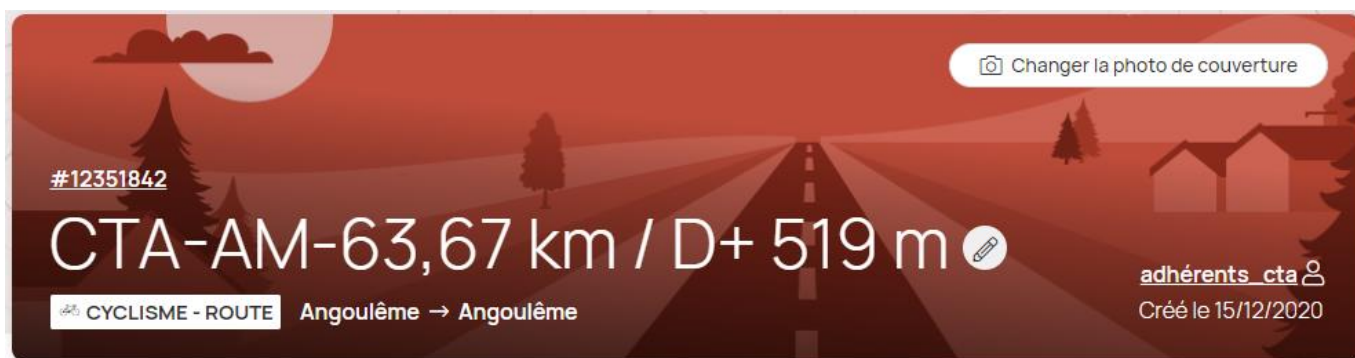 Changer la photo de couverture
#12351842
CTA-AM-63,67 km / D+ 519 m
adhérents_cta
CYCLISME - ROUTE Angoulême → Angoulême
Créé le 15/12/2020